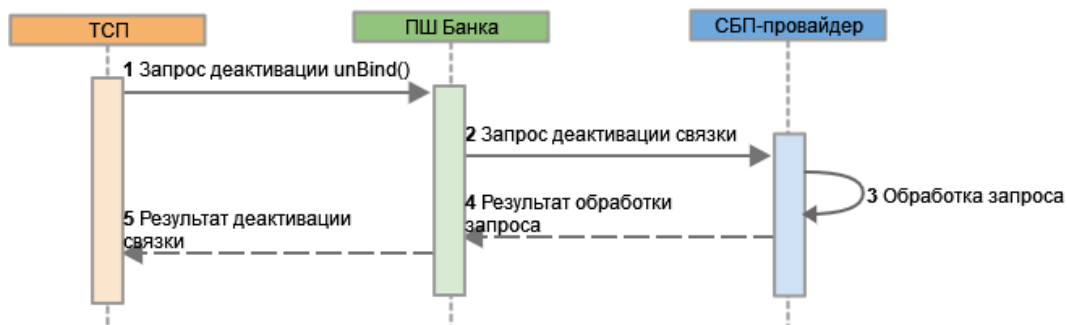 ТСП
ПШ Банка
СБП-провайдер
1 Запрос деактивации unBind()
2 Запрос деактивации связки
3 Обработка запроса
4 Результат обработки
запроса
5 Результат деактивации
связки